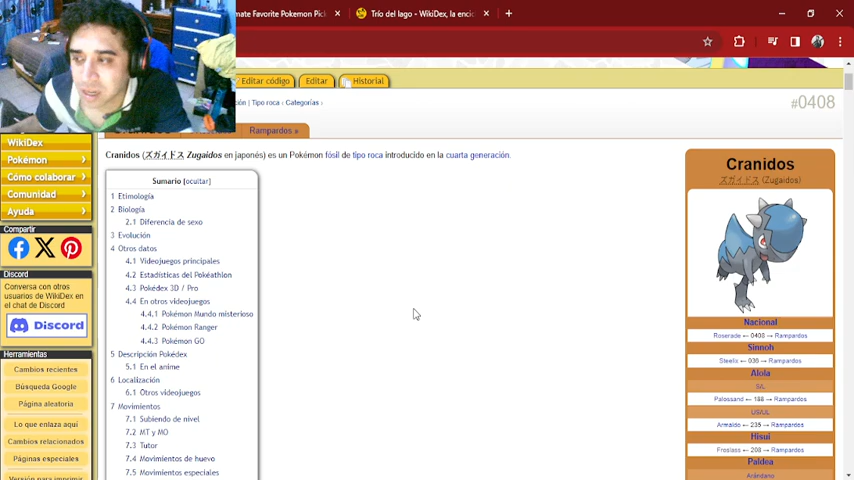 mate Favorite Pokemon Pic
Trío del lago - WikiDex, la enci
Editar código
Editar
Historial
Tipo roca
Categorías
#0408
Rampardos »
WikiDex
Pokémon
Cómo colaborar
Comunidad
Ayuda
Compartir
Discord
Conversa con otros
usuarios de WikiDex en
el chat de Discord
Discord
Herramientas
Cambios recientes
Búsqueda Google
Página aleatoria
Lo que enlaza aquí
Cambios relacionados
Páginas especiales
Versión para imprimir
Cranidos (ズガイドス Zugaidos en japonés) es un Pokémon fósil de tipo roca introducido en la cuarta generación.
Sumario [ocultar]
1 Etimología
2 Biología
2.1 Diferencia de sexo
3 Evolución
4 Otros datos
4.1 Videojuegos principales
4.2 Estadísticas del Pokéathlon
4.3 Pokédex 3D / Pro
4.4 En otros videojuegos
4.4.1 Pokémon Mundo misterioso
4.4.2 Pokémon Ranger
4.4.3 Pokémon GO
5 Descripción Pokédex
5.1 En el anime
6 Localización
6.1 Otros videojuegos
7 Movimientos
7.1 Subiendo de nivel
7.2 MT y MO
7.3 Tutor
7.4 Movimientos de huevo
7.5 Movimientos especiales
Cranidos
ズガイドス (Zugaidos)
Nacional
Roserade ← 0408 → Rampardos
Sinnoh
Steelix ← 036 → Rampardos
Alola
S/L
Palossand ← 186 → Rampardos
US/UL
Armaldo ← 235 → Rampardos
Hisui
Froslass ← 208 → Rampardos
Paldea
Arándano